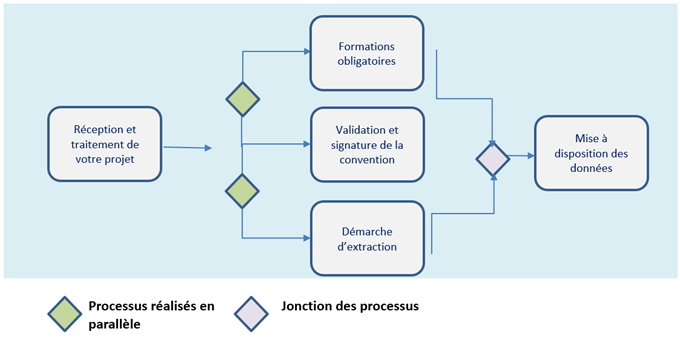 Réception et
traitement de
votre projet
Formations
obligatoires
Validation et
signature de la
convention
Démarche
d'extraction
Mise à
disposition des
données
Processus réalisés en
parallèle
Jonction des processus